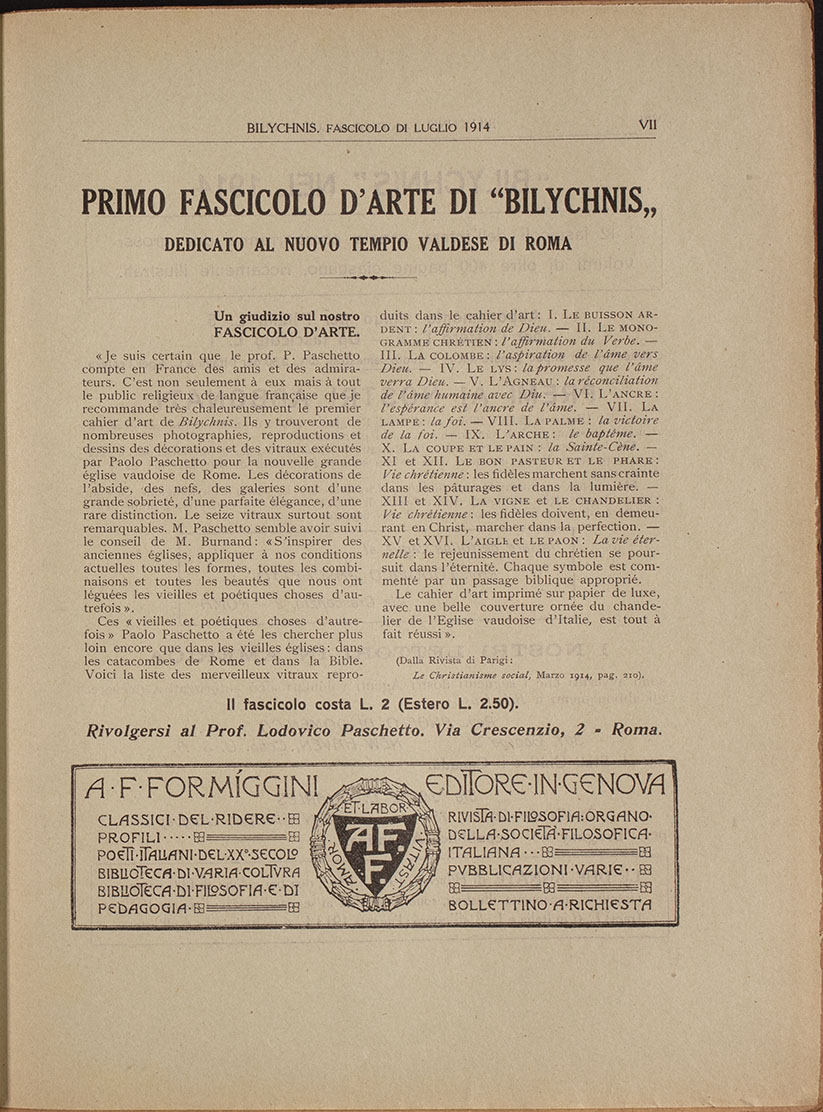 BILYCHNIS. FASCICOLO DI LUGLIO 1914
VII
PRIMO FASCICOLO D'ARTE DI “BILYCHNIS„
DEDICATO AL NUOVO TEMPIO VALDESE DI ROMA
Un giudizio sul nostro
FASCICOLO D'ARTE.
« Je suis certain que le prof. P. Paschetto
compte en France des amis et des admira-
teurs. C'est non seulement à eux mais à tout
le public religieux de langue française que je
recommande très chaleureusement le premier
cahier d'art de Bilychnis. Ils y trouveront de
nombreuses photographies, reproductions et
dessins des décorations et des vitraux exécutés
par Paolo Paschetto pour la nouvelle grande
église vaudoise de Rome. Les décorations de
l'abside, des nefs, des galeries sont d'une
grande sobrieté, d'une parfaite élégance, d'une
rare distinction. Le seize vitraux surtout sont
remarquables. M. Paschetto semble avoir suivi
le conseil de M. Burnand: «S'inspirer des
anciennes églises, appliquer à nos conditions
actuelles toutes les formes, toutes les combi-
naisons et toutes les beautés que nous ont
léguées les vieilles et poétiques choses d'au-
trefois ».
Ces « vieilles et poétiques choses d'autre-
fois » Paolo Paschetto a été les chercher plus
loin encore que dans les vieilles églises: dans
les catacombes de Rome et dans la Bible.
Voici la liste des merveilleux vitraux repro-
duits dans le cahier d'art: I. LE BUISSON AR-
DENT: l'affirmation de Dieu. — II. LE MONO-
GRAMME CHRÉTIEN: l'affirmation du Verbe. —
III. LA COLOMBE: l'aspiration de l'âme vers
Dieu. — IV. LE LYS: la promesse que l'âme
verra Dieu. — V. L'AGNEAU: la réconciliation
de l'âme humaine avec Diu. — VI. L'ANCRE:
l'espérance est l'ancre de l'âme. — VII. LA
LAMPE: la foi. — VIII. LA PALME: la victoire
de la foi. — IX. L'ARCHE: le baptême. —
X. LA COUPE ET LE PAIN: la Sainte-Cène. —
XI et XII. LE BON PASTEUR ET LE PHARE:
Vie chrétienne: les fidèles marchent sans crainte
dans les pâturages et dans la lumière. —
XIII et XIV. LA VIGNE et LE CHANDELIER:
Vie chrétienne: les fidèles doivent, en demeu-
rant en Christ, marcher dans la perfection. —
XV et XVI. L'AIGLE et LE PAON: La vie éter-
nelle: le rejeunissement du chrétien se pour-
suit dans l'éternité. Chaque symbole est com-
menté par un passage biblique approprié.
Le cahier d'art imprimé sur papier de luxe,
avec une belle couverture ornée du chande-
lier de l'Eglise vaudoise d'Italie, est tout à
fait réussi ».
(Dalla Rivista di Parigi:
Le Christianisme social, Marzo 1914, pag. 210).
Il fascicolo costa L. 2 (Estero L. 2.50).
Rivolgersi al Prof. Lodovico Paschetto. Via Crescenzio, 2 - Roma.
A·F·FORMÍGGINI EDITORE·IN·GENOVA
CLASSICI·DEL·RIDERE··
PROFILI·····
POETI·ITALIANI·DEL·XXº·SECOLO
BIBLIOTECA·DI·VARIA·COLTVRA
BIBLIOTECA·DI·FILOSOFIA·E·DI
PEDAGOGIA·
AMOR ET·LABOR VITAST
A F F
RIVISTA·DI·FILOSOFIA:ORGANO·
DELLA·SOCIETÀ·FILOSOFICA·
ITALIANA···
PVBBLICAZIONI·VARIE··
BOLLETTINO·A·RICHIESTA